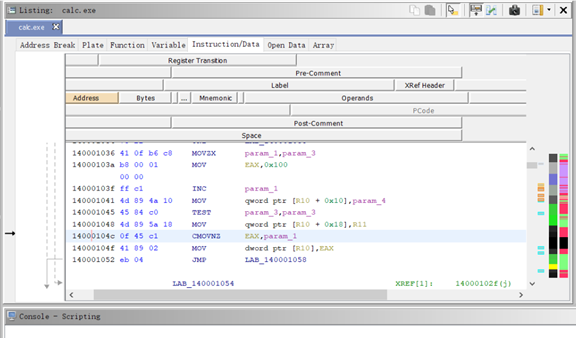 Listing: calc.exe
calc.exe
Address Break Plate Function Variable Instruction/Data Open Data Array
Register Transition
Pre-Comment
Label XRef Header
Address Bytes ... Mnemonic Operands
PCode
Post-Comment
Space
140001036 41 0f b6 c8 MOVZX param_1,param_3
14000103a b8 00 01 MOV EAX,0x100
00 00
14000103f ff c1 INC param_1
140001041 4d 89 4a 10 MOV qword ptr [R10 + 0x10],param_4
140001045 45 84 c0 TEST param_3,param_3
140001048 4d 89 5a 18 MOV qword ptr [R10 + 0x18],R11
14000104c 0f 45 c1 CMOVNZ EAX,param_1
14000104f 41 89 02 MOV dword ptr [R10],EAX
140001052 eb 04 JMP LAB_140001058
LAB_140001054 XREF[1]: 14000102f(j)
Console - Scripting